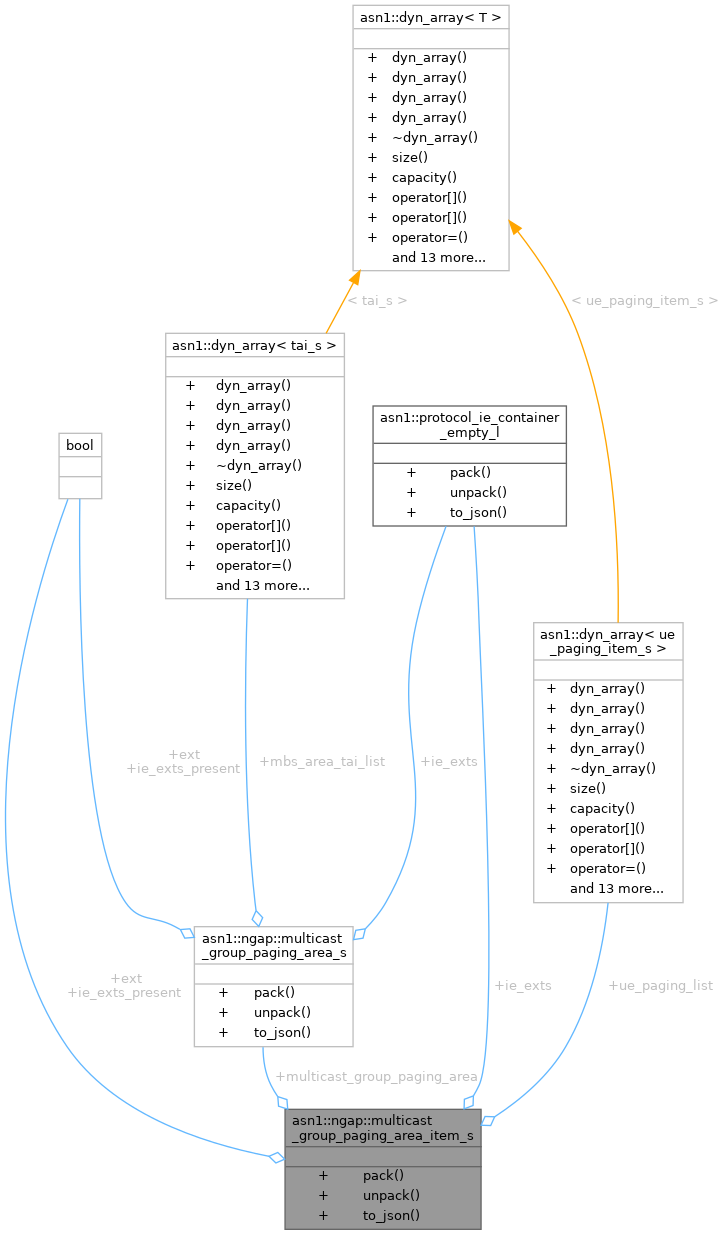 asn1::dyn_array< T >
+ dyn_array()
+ dyn_array()
+ dyn_array()
+ dyn_array()
+ ~dyn_array()
+ size()
+ capacity()
+ operator[]()
+ operator[]()
+ operator=()
and 13 more...
< tai_s >
< ue_paging_item_s >
asn1::dyn_array< tai_s >
+ dyn_array()
+ dyn_array()
+ dyn_array()
+ dyn_array()
+ ~dyn_array()
+ size()
+ capacity()
+ operator[]()
+ operator[]()
+ operator=()
and 13 more...
asn1::protocol_ie_container
_empty_l
+ pack()
+ unpack()
+ to_json()
bool
asn1::dyn_array< ue
_paging_item_s >
+ dyn_array()
+ dyn_array()
+ dyn_array()
+ dyn_array()
+ ~dyn_array()
+ size()
+ capacity()
+ operator[]()
+ operator[]()
+ operator=()
and 13 more...
+ext
+ie_exts_present
+mbs_area_tai_list
+ie_exts
asn1::ngap::multicast
_group_paging_area_s
+ pack()
+ unpack()
+ to_json()
+ext
+ie_exts_present
+ie_exts
+ue_paging_list
+multicast_group_paging_area
asn1::ngap::multicast
_group_paging_area_item_s
+ pack()
+ unpack()
+ to_json()